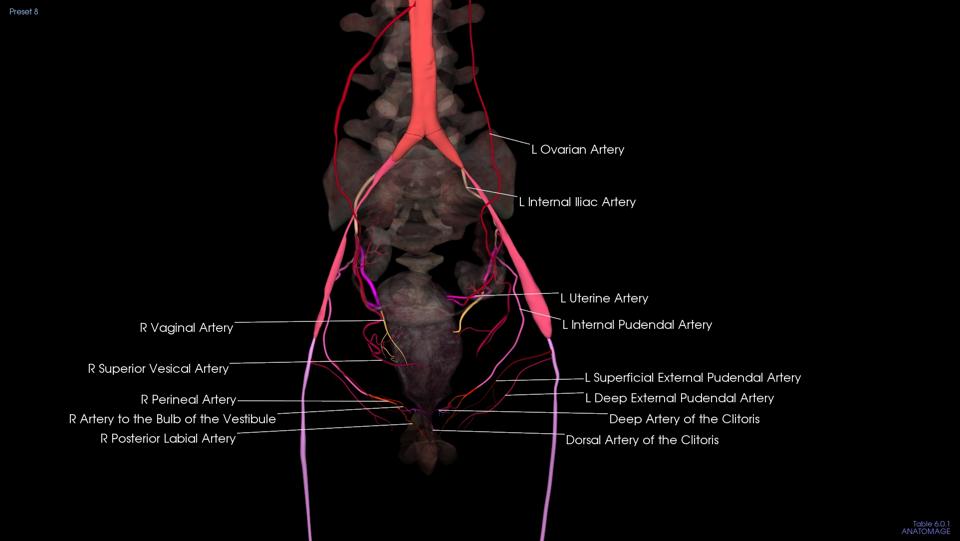 Preset 8
L Ovarian Artery
L Internal Iliac Artery
L Uterine Artery
L Internal Pudendal Artery
R Vaginal Artery
R Superior Vesical Artery
L Superficial External Pudendal Artery
L Deep External Pudendal Artery
R Perineal Artery
R Artery to the Bulb of the Vestibule
Deep Artery of the Clitoris
R Posterior Labial Artery
Dorsal Artery of the Clitoris
Table 6.0.1
ANATOMAGE